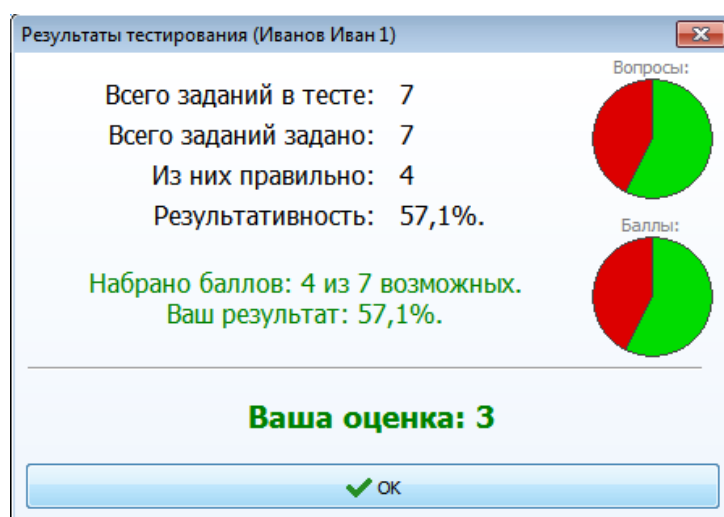 Результаты тестирования (Иванов Иван 1)
Вопросы:
Всего заданий в тесте: 7
Всего заданий задано: 7
Из них правильно: 4
Результативность: 57,1%.
Баллы:
Набрано баллов: 4 из 7 возможных.
Ваш результат: 57,1%.
Ваша оценка: 3
OK